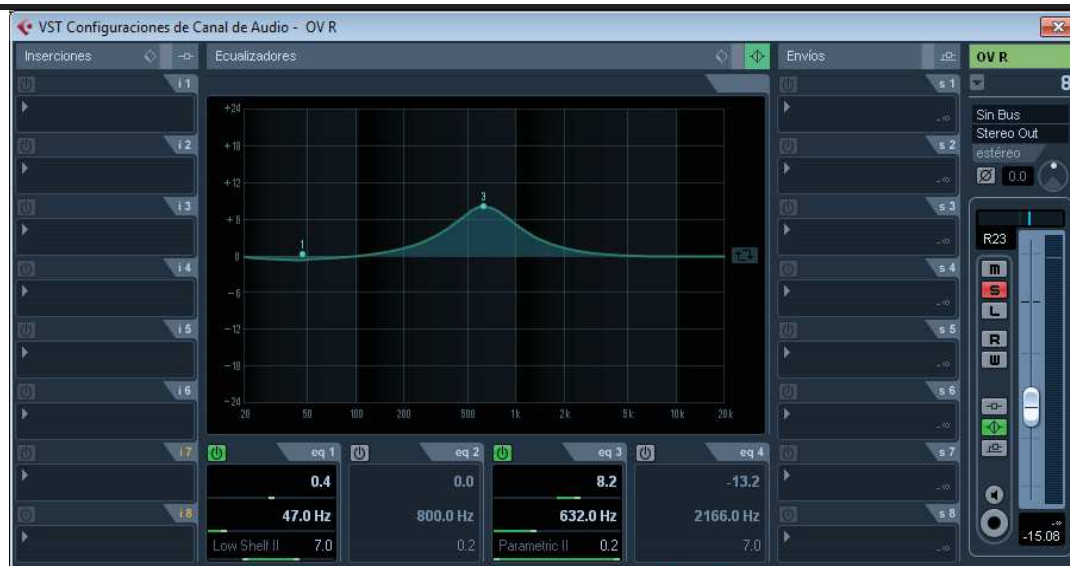 VST Configuraciones de Canal de Audio - OV R
Inserciones
Ecualizadores
Envíos
OV R
i 1
i 2
i 3
i 4
i 5
i 6
i 7
i 8
+24
+18
+12
+6
0
-6
-12
-18
-24
1
3
20
50
100
200
500
1k
2k
5k
10k
20k
eq 1
0.4
47.0 Hz
Low Shelf II 7.0
eq 2
0.0
800.0 Hz
0.2
eq 3
8.2
632.0 Hz
Parametric II 0.2
eq 4
-13.2
2166.0 Hz
7.0
s 1
-∞
s 2
-∞
s 3
-∞
s 4
-∞
s 5
-∞
s 6
-∞
s 7
-∞
s 8
-∞
8
Sin Bus
Stereo Out
estéreo
0.0
R23
M
S
L
R
W
-∞
-15.08